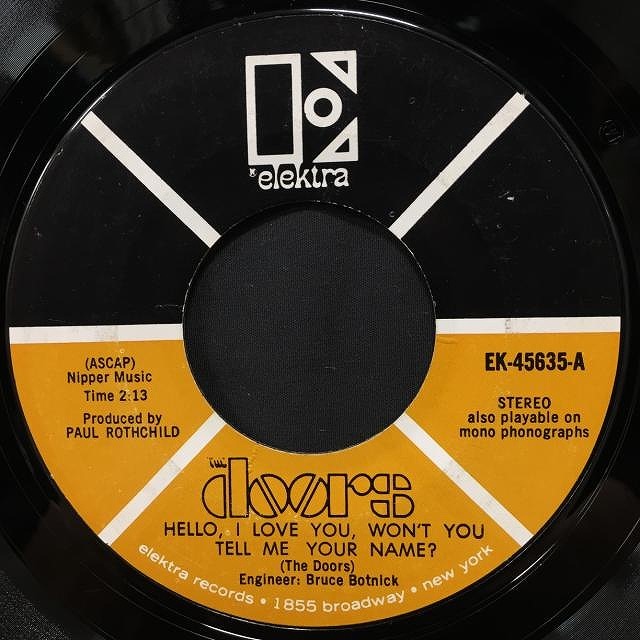 elektra
(ASCAP)
Nipper Music
Time 2:13
Produced by
PAUL ROTHCHILD
EK-45635-A
STEREO
also playable on
mono phonographs
THE doors
HELLO, I LOVE YOU, WON'T YOU
TELL ME YOUR NAME?
(The Doors)
Engineer: Bruce Botnick
elektra records • 1855 broadway • new york